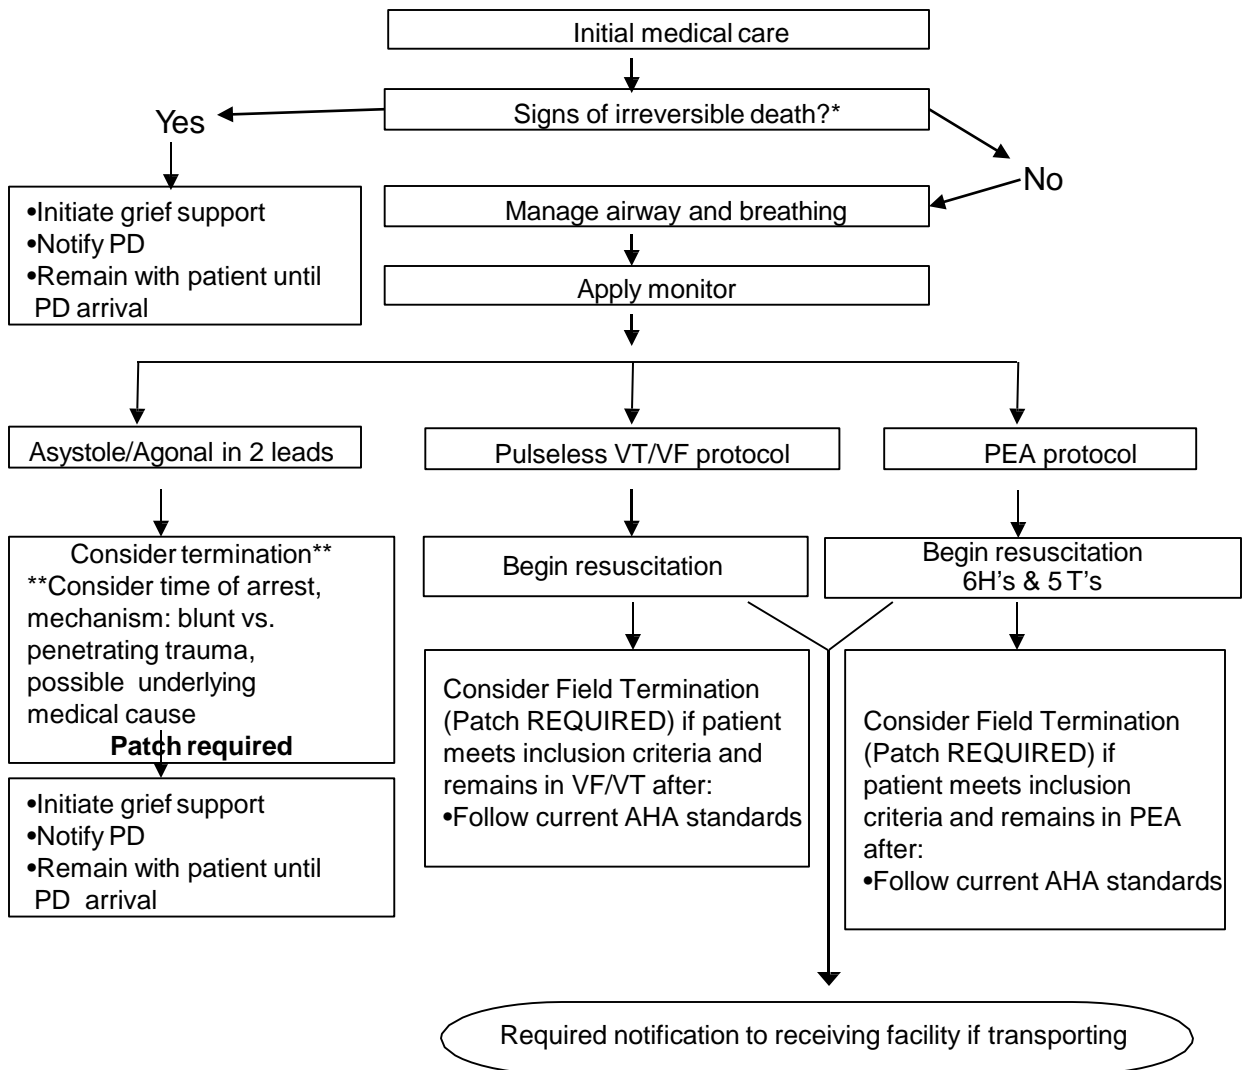 Initial medical care
Signs of irreversible death?*
Yes
No
•Initiate grief support
•Notify PD
•Remain with patient until
PD arrival
Manage airway and breathing
Apply monitor
Asystole/Agonal in 2 leads
Pulseless VT/VF protocol
PEA protocol
Consider termination**
**Consider time of arrest,
mechanism: blunt vs.
penetrating trauma,
possible underlying
medical cause
Patch required
Begin resuscitation
Begin resuscitation
6H's & 5 T's
•Initiate grief support
•Notify PD
•Remain with patient until
PD arrival
Consider Field Termination
(Patch REQUIRED) if patient
meets inclusion criteria and
remains in VF/VT after:
•Follow current AHA standards
Consider Field Termination
(Patch REQUIRED) if
patient meets inclusion
criteria and remains in PEA
after:
•Follow current AHA standards
Required notification to receiving facility if transporting